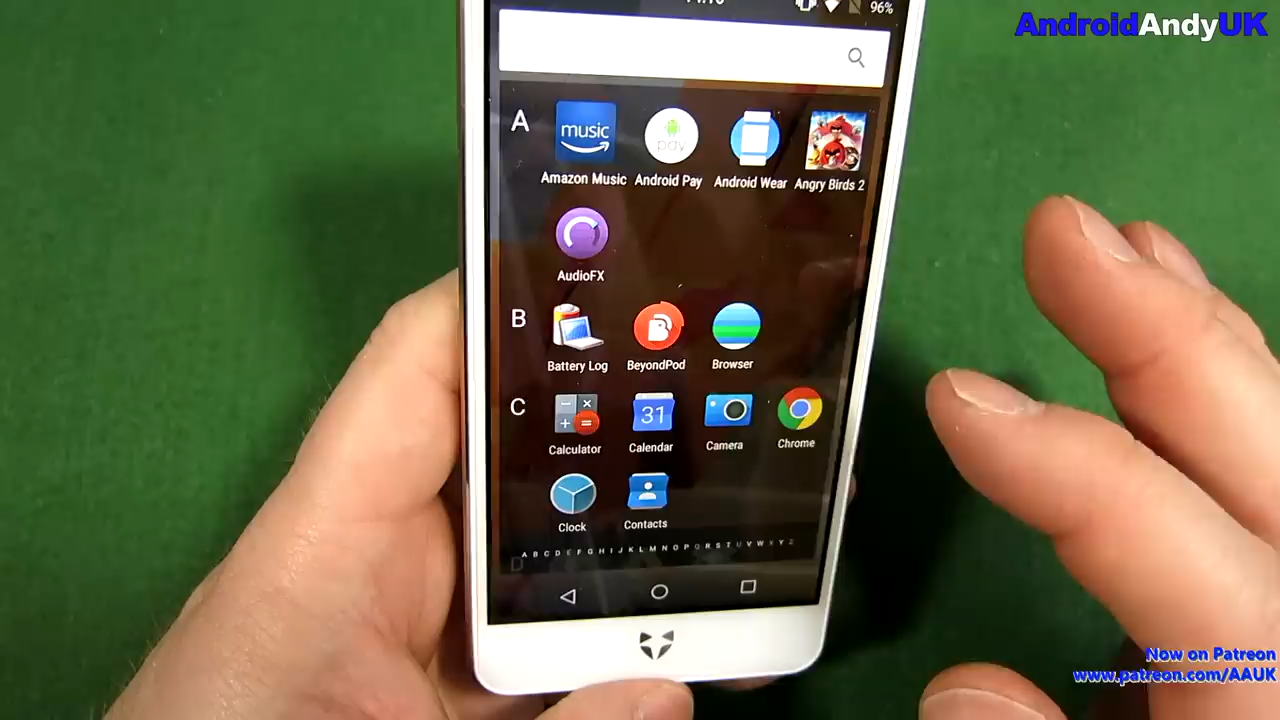 96%
AndroidAndyUK
A
music
pay
Amazon Music Android Pay Android Wear Angry Birds 2
AudioFX
B
Battery Log BeyondPod Browser
C
31
Calculator Calendar Camera Chrome
Clock Contacts
A B C D E F G H I J K L M N O P Q R S T U V W X Y Z
Now on Patreon
www.patreon.com/AAUK